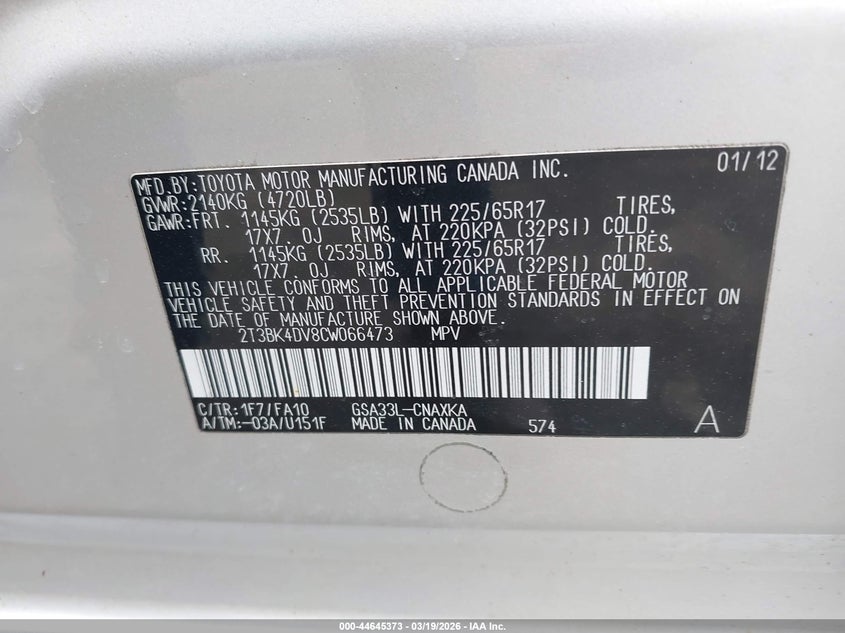 01/12
MFD.BY:TOYOTA MOTOR MANUFACTURING CANADA INC.
GVWR:2140KG (4720LB)
GAWR:FRT. 1145KG (2535LB) WITH 225/65R17 TIRES,
17X7.0J RIMS, AT 220KPA (32PSI) COLD.
RR. 1145KG (2535LB) WITH 225/65R17 TIRES,
17X7.0J RIMS, AT 220KPA (32PSI) COLD.
THIS VEHICLE CONFORMS TO ALL APPLICABLE FEDERAL MOTOR
VEHICLE SAFETY AND THEFT PREVENTION STANDARDS IN EFFECT ON
THE DATE OF MANUFACTURE SHOWN ABOVE.
2T3BK4DV8CW066473 MPV
C/TR:1F7/FA10 GSA33L-CNAXKA
A/TM:-03A/U151F MADE IN CANADA 574 A
000-44645373 - 03/19/2026 - IAA Inc.